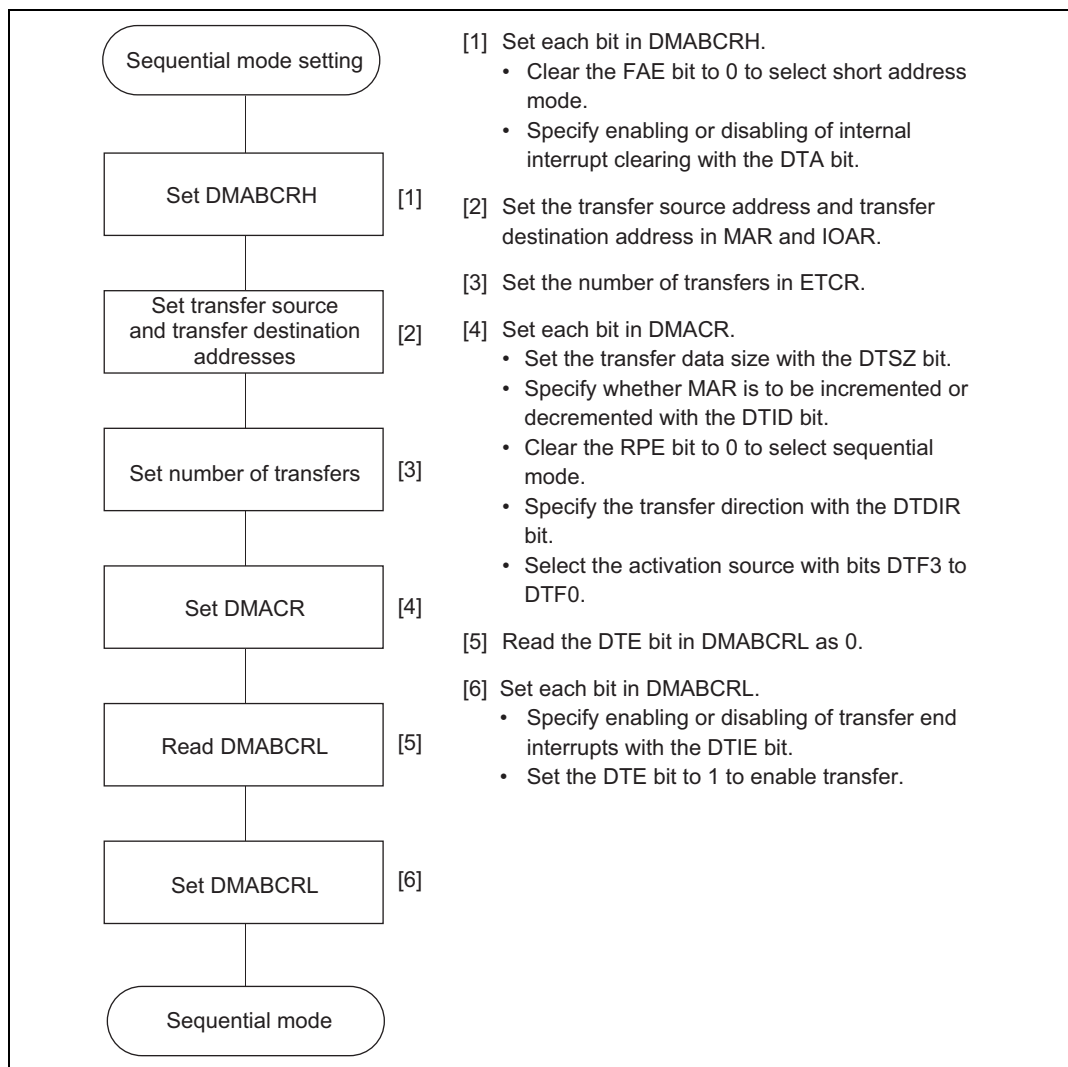 Sequential mode setting
Set DMABCRH [1]
Set transfer source
and transfer destination
addresses
[2]
Set number of transfers [3]
Set DMACR [4]
Read DMABCRL [5]
Set DMABCRL [6]
Sequential mode
[1] Set each bit in DMABCRH.
• Clear the FAE bit to 0 to select short address
mode.
• Specify enabling or disabling of internal
interrupt clearing with the DTA bit.
[2] Set the transfer source address and transfer
destination address in MAR and IOAR.
[3] Set the number of transfers in ETCR.
[4] Set each bit in DMACR.
• Set the transfer data size with the DTSZ bit.
• Specify whether MAR is to be incremented or
decremented with the DTID bit.
• Clear the RPE bit to 0 to select sequential
mode.
• Specify the transfer direction with the DTDIR
bit.
• Select the activation source with bits DTF3 to
DTF0.
[5] Read the DTE bit in DMABCRL as 0.
[6] Set each bit in DMABCRL.
• Specify enabling or disabling of transfer end
interrupts with the DTIE bit.
• Set the DTE bit to 1 to enable transfer.